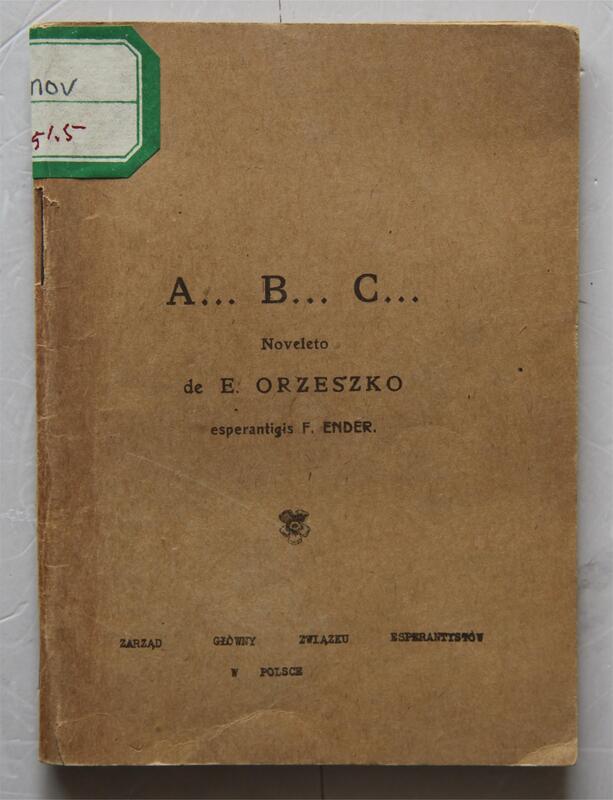 nov
51.5
A... B... C...
Noveleto
de E. ORZESZKO
esperantigis F. ENDER.
ZARZĄD GŁÓWNY ZWIĄZKU ESPERANTYSTÓW
W POLSCE